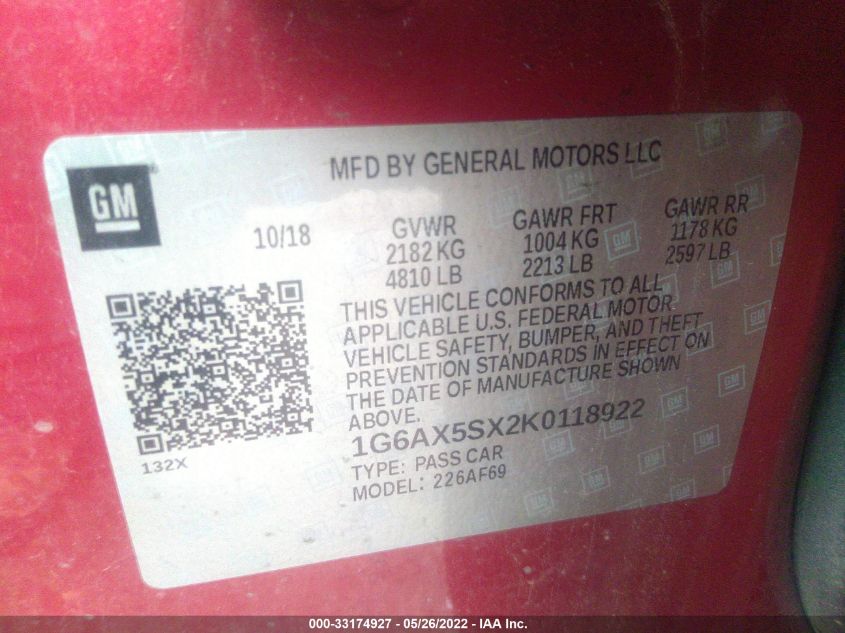 MFD BY GENERAL MOTORS LLC
GM
10/18
GVWR
2182 KG
4810 LB
GAWR FRT
1004 KG
2213 LB
GAWR RR
1178 KG
2597 LB
THIS VEHICLE CONFORMS TO ALL
APPLICABLE U.S. FEDERAL MOTOR
VEHICLE SAFETY, BUMPER, AND THEFT
PREVENTION STANDARDS IN EFFECT ON
THE DATE OF MANUFACTURE SHOWN
ABOVE.
1G6AX5SX2K0118922
TYPE: PASS CAR
MODEL: 226AF69
132X
000-33174927 - 05/26/2022 - IAA Inc.